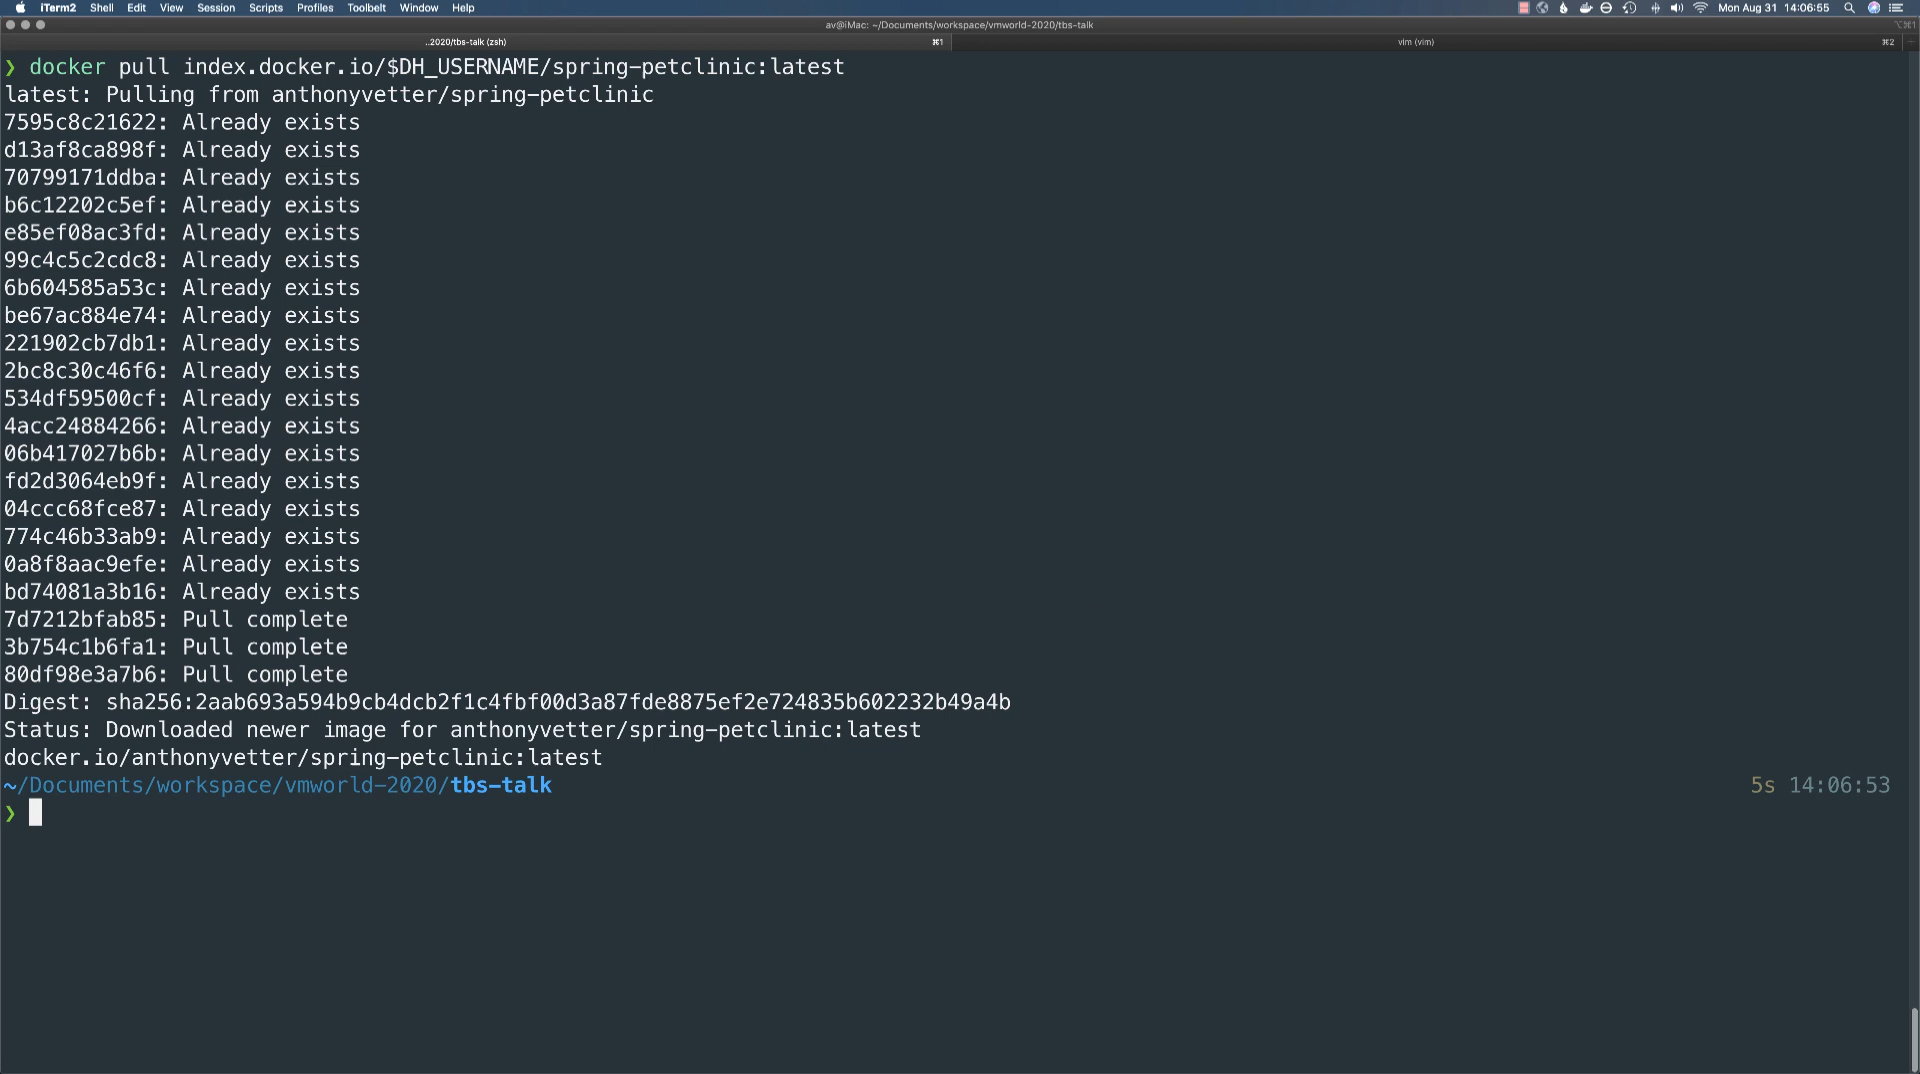 iTerm2 Shell Edit View Session Scripts Profiles Toolbelt Window Help Mon Aug 31 14:06:55
av@iMac: ~/Documents/workspace/vmworld-2020/tbs-talk ⌥⌘1
..2020/tbs-talk (zsh) ⌘1 vim (vim) ⌘2
❯ docker pull index.docker.io/$DH_USERNAME/spring-petclinic:latest
latest: Pulling from anthonyvetter/spring-petclinic
7595c8c21622: Already exists
d13af8ca898f: Already exists
70799171ddba: Already exists
b6c12202c5ef: Already exists
e85ef08ac3fd: Already exists
99c4c5c2cdc8: Already exists
6b604585a53c: Already exists
be67ac884e74: Already exists
221902cb7db1: Already exists
2bc8c30c46f6: Already exists
534df59500cf: Already exists
4acc24884266: Already exists
06b417027b6b: Already exists
fd2d3064eb9f: Already exists
04ccc68fce87: Already exists
774c46b33ab9: Already exists
0a8f8aac9efe: Already exists
bd74081a3b16: Already exists
7d7212bfab85: Pull complete
3b754c1b6fa1: Pull complete
80df98e3a7b6: Pull complete
Digest: sha256:2aab693a594b9cb4dcb2f1c4fbf00d3a87fde8875ef2e724835b602232b49a4b
Status: Downloaded newer image for anthonyvetter/spring-petclinic:latest
docker.io/anthonyvetter/spring-petclinic:latest
~/Documents/workspace/vmworld-2020/tbs-talk 5s 14:06:53
❯